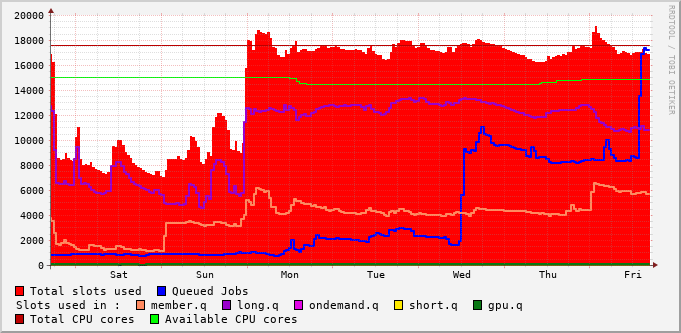 RRDTOOL / TOBI OETIKER
20000
18000
16000
14000
12000
10000
8000
6000
4000
2000
0
Sat Sun Mon Tue Wed Thu Fri
Total slots used Queued Jobs
Slots used in : member.q long.q ondemand.q short.q gpu.q
Total CPU cores Available CPU cores